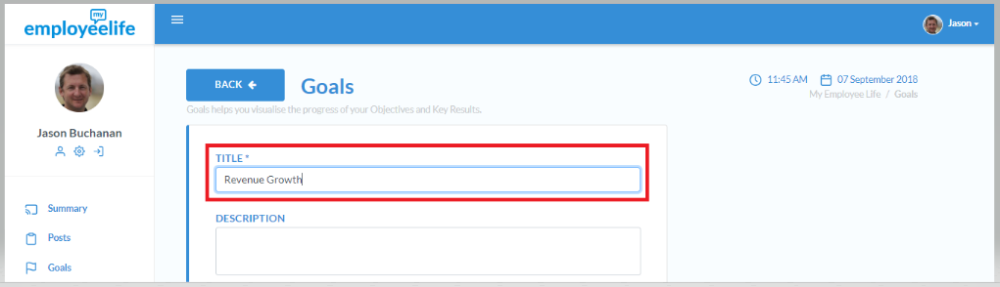 my
employeelife
Jason
Jason Buchanan
Summary
Posts
Goals
BACK
Goals
11:45 AM 07 September 2018
My Employee Life / Goals
Goals helps you visualise the progress of your Objectives and Key Results.
TITLE *
Revenue Growth
DESCRIPTION